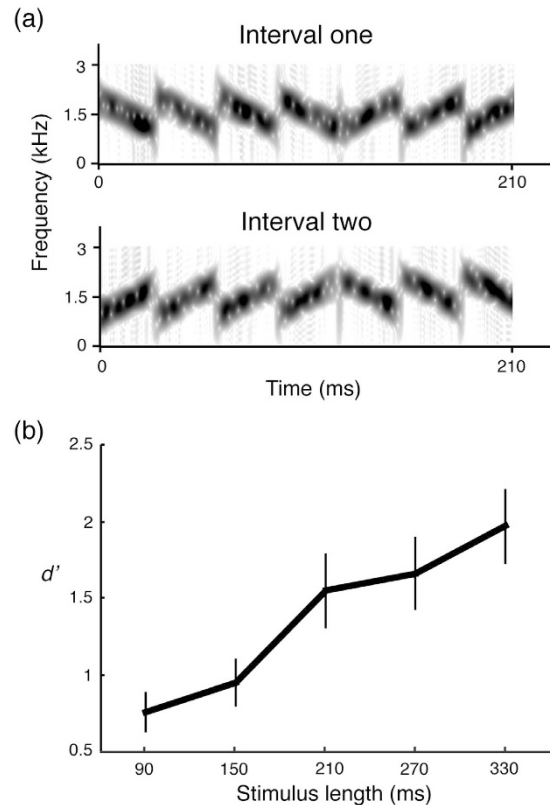 (a)
Interval one
3
1.5
0
0
210
Frequency (kHz)
Interval two
3
1.5
0
0
210
Time (ms)
(b)
2.5
2
d'
1.5
1
0.5
90 150 210 270 330
Stimulus length (ms)